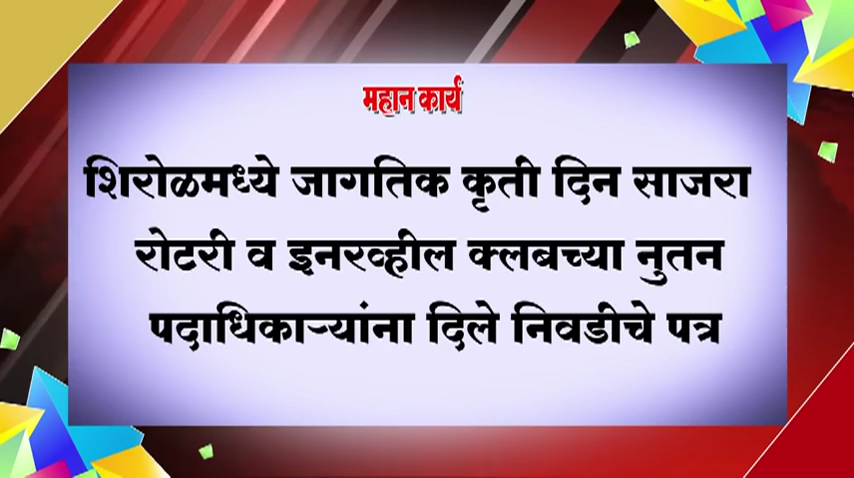 महान कार्य
शिरोळमध्ये जागतिक कृती दिन साजरा
रोटरी व इनरव्हील क्लबच्या नुतन
पदाधिकाऱ्यांना दिले निवडीचे पत्र